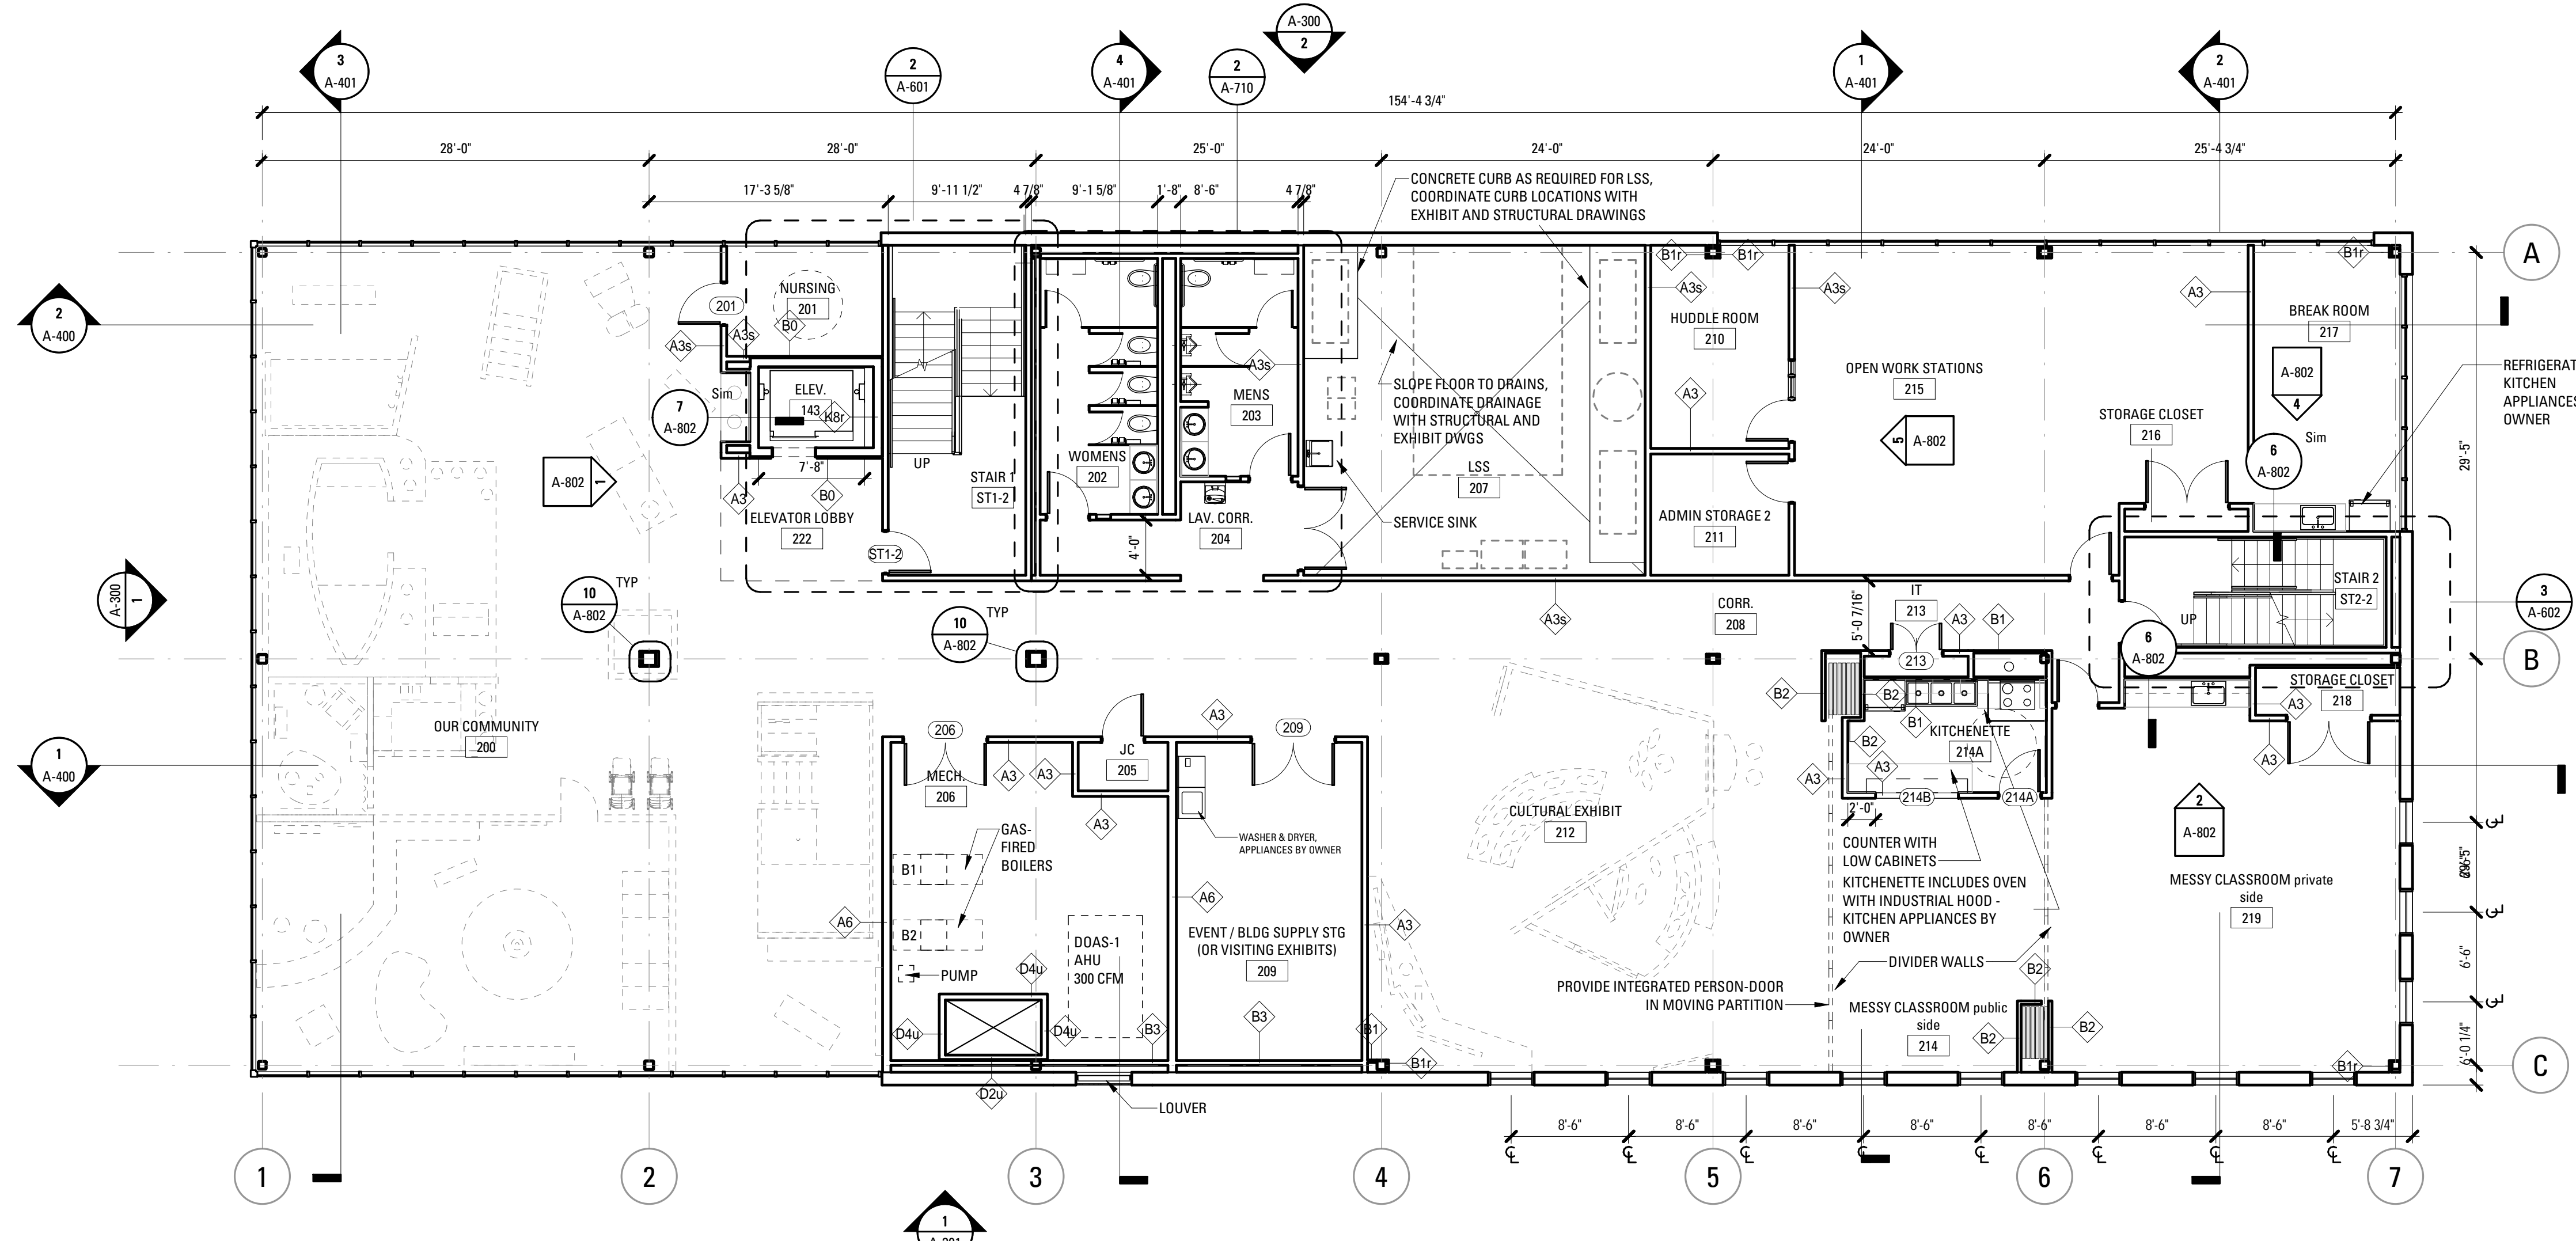 A-300
2
3
A-401
2
A-601
4
A-401
2
A-710
1
A-401
2
A-401
154'-4 3/4"
28'-0"
28'-0"
25'-0"
24'-0"
24'-0"
25'-4 3/4"
17'-3 5/8"
9'-11 1/2"
4 7/8"
9'-1 5/8"
1'-8"
8'-6"
4 7/8"
CONCRETE CURB AS REQUIRED FOR LSS,
COORDINATE CURB LOCATIONS WITH
EXHIBIT AND STRUCTURAL DRAWINGS
A
B1r
B1r
B1r
2
A-400
NURSING
201
201
B0
A3s
A3s
A3s
A3s
A3
HUDDLE ROOM
210
BREAK ROOM
217
A-802
4
REFRIGERAT
KITCHEN
APPLIANCES
OWNER
Sim
7
A-802
ELEV.
143
K8r
7'-8"
A3
B0
UP
STAIR 1
ST1-2
WOMENS
202
A3s
MENS
203
SLOPE FLOOR TO DRAINS,
COORDINATE DRAINAGE
WITH STRUCTURAL AND
EXHIBIT DWGS
LSS
207
A3
OPEN WORK STATIONS
215
5
A-802
STORAGE CLOSET
216
Sim
6
A-802
29'-5"
A-802
1
ELEVATOR LOBBY
222
ST1-2
LAV. CORR.
204
4'-0"
SERVICE SINK
ADMIN STORAGE 2
211
STAIR 2
ST2-2
UP
3
A-602
A-300
1
10
A-802
TYP
10
A-802
TYP
A3s
CORR.
208
5'-0 7/16"
IT
213
A3
B1
213
6
A-802
B
B2
B2
B1
KITCHENETTE
214A
B2
A3
A3
214B
214A
2'-0"
STORAGE CLOSET
218
A3
A3
OUR COMMUNITY
200
1
A-400
206
MECH.
206
A3
A3
JC
205
A3
A3
209
WASHER & DRYER,
APPLIANCES BY OWNER
CULTURAL EXHIBIT
212
2
A-802
GAS-
FIRED
BOILERS
B1
B2
A6
A6
A3
PUMP
DOAS-1
AHU
300 CFM
EVENT / BLDG SUPPLY STG
(OR VISITING EXHIBITS)
209
COUNTER WITH
LOW CABINETS
KITCHENETTE INCLUDES OVEN
WITH INDUSTRIAL HOOD -
KITCHEN APPLIANCES BY
OWNER
DIVIDER WALLS
PROVIDE INTEGRATED PERSON-DOOR
IN MOVING PARTITION
MESSY CLASSROOM private
side
219
MESSY CLASSROOM public
side
214
B2
B2
B2
6'-6"
6'-0 1/4"
D4u
D4u
D4u
B3
B3
B1
B1r
B1r
D2u
LOUVER
C
8'-6"
8'-6"
8'-6"
8'-6"
8'-6"
8'-6"
8'-6"
5'-8 3/4"
1
2
3
4
5
6
7
1